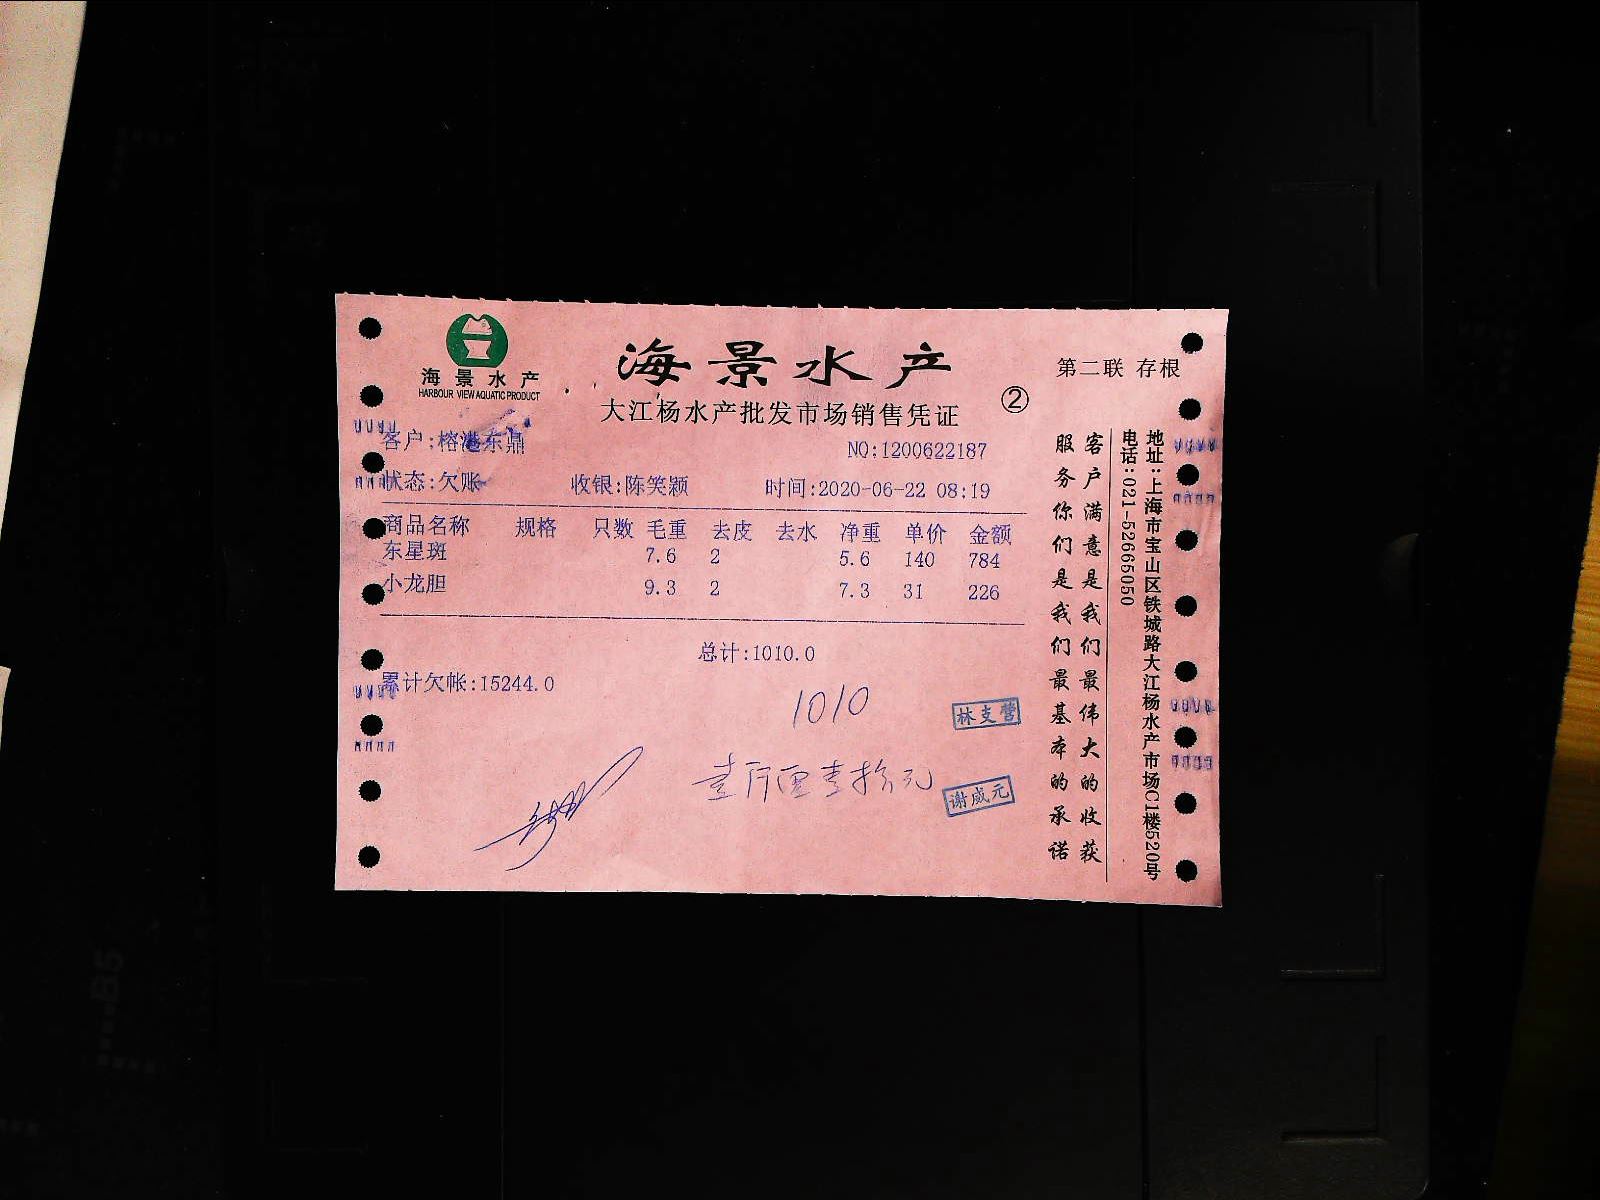 海景水产
HARBOUR VIEW AQUATIC PRODUCT
海景水产
大江杨水产批发市场销售凭证
②
第二联 存根
客户:榕港东鼎
NO:1200622187
状态:欠账 收银:陈笑颖 时间:2020-06-22 08:19
商品名称 规格 只数 毛重 去皮 去水 净重 单价 金额
东星斑 7.6 2 5.6 140 784
小龙胆 9.3 2 7.3 31 226
总计:1010.0
累计欠帐:15244.0
1010
壹仟零壹拾元
林支营
谢咸元
客户满意是我们最伟大的收获
服务你们是我们最基本的承诺
地址:上海市宝山区铁城路大江杨水产市场C1楼520号
电话:021-52665050
B5